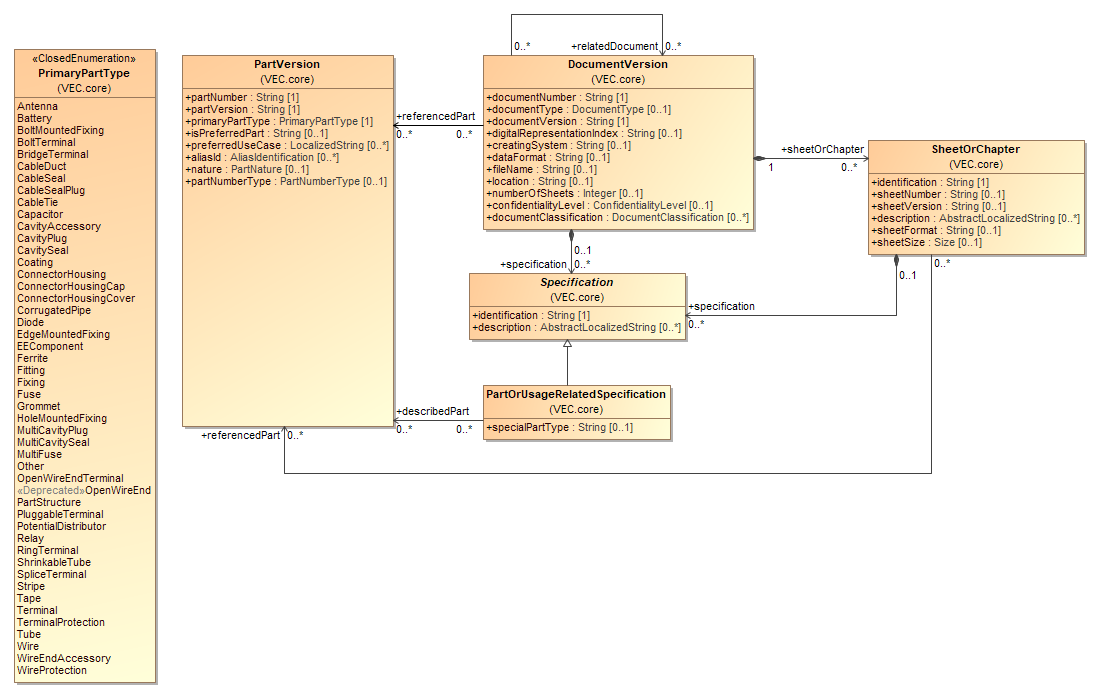 «ClosedEnumeration»
PrimaryPartType
(VEC.core)
Antenna
Battery
BoltMountedFixing
BoltTerminal
BridgeTerminal
CableDuct
CableSeal
CableSealPlug
CableTie
Capacitor
CavityAccessory
CavityPlug
CavitySeal
Coating
ConnectorHousing
ConnectorHousingCap
ConnectorHousingCover
CorrugatedPipe
Diode
EdgeMountedFixing
EEComponent
Ferrite
Fitting
Fixing
Fuse
Grommet
HoleMountedFixing
MultiCavityPlug
MultiCavitySeal
MultiFuse
Other
OpenWireEndTerminal
«Deprecated»OpenWireEnd
PartStructure
PluggableTerminal
PotentialDistributor
Relay
RingTerminal
ShrinkableTube
SpliceTerminal
Stripe
Tape
Terminal
TerminalProtection
Tube
Wire
WireEndAccessory
WireProtection
PartVersion
(VEC.core)
+partNumber : String [1]
+partVersion : String [1]
+primaryPartType : PrimaryPartType [1]
+isPreferredPart : String [0..1]
+preferredUseCase : LocalizedString [0..*]
+aliasId : AliasIdentification [0..*]
+nature : PartNature [0..1]
+partNumberType : PartNumberType [0..1]
+referencedPart
0..*
0..*
0..*
+relatedDocument
0..*
DocumentVersion
(VEC.core)
+documentNumber : String [1]
+documentType : DocumentType [0..1]
+documentVersion : String [1]
+digitalRepresentationIndex : String [0..1]
+creatingSystem : String [0..1]
+dataFormat : String [0..1]
+fileName : String [0..1]
+location : String [0..1]
+numberOfSheets : Integer [0..1]
+confidentialityLevel : ConfidentialityLevel [0..1]
+documentClassification : DocumentClassification [0..*]
+sheetOrChapter
1
0..*
SheetOrChapter
(VEC.core)
+identification : String [1]
+sheetNumber : String [0..1]
+sheetVersion : String [0..1]
+description : AbstractLocalizedString [0..*]
+sheetFormat : String [0..1]
+sheetSize : Size [0..1]
0..1
0..*
0..1
+specification
0..*
Specification
(VEC.core)
+identification : String [1]
+description : AbstractLocalizedString [0..*]
+specification
0..*
PartOrUsageRelatedSpecification
(VEC.core)
+specialPartType : String [0..1]
+describedPart
0..*
0..*
+referencedPart
0..*